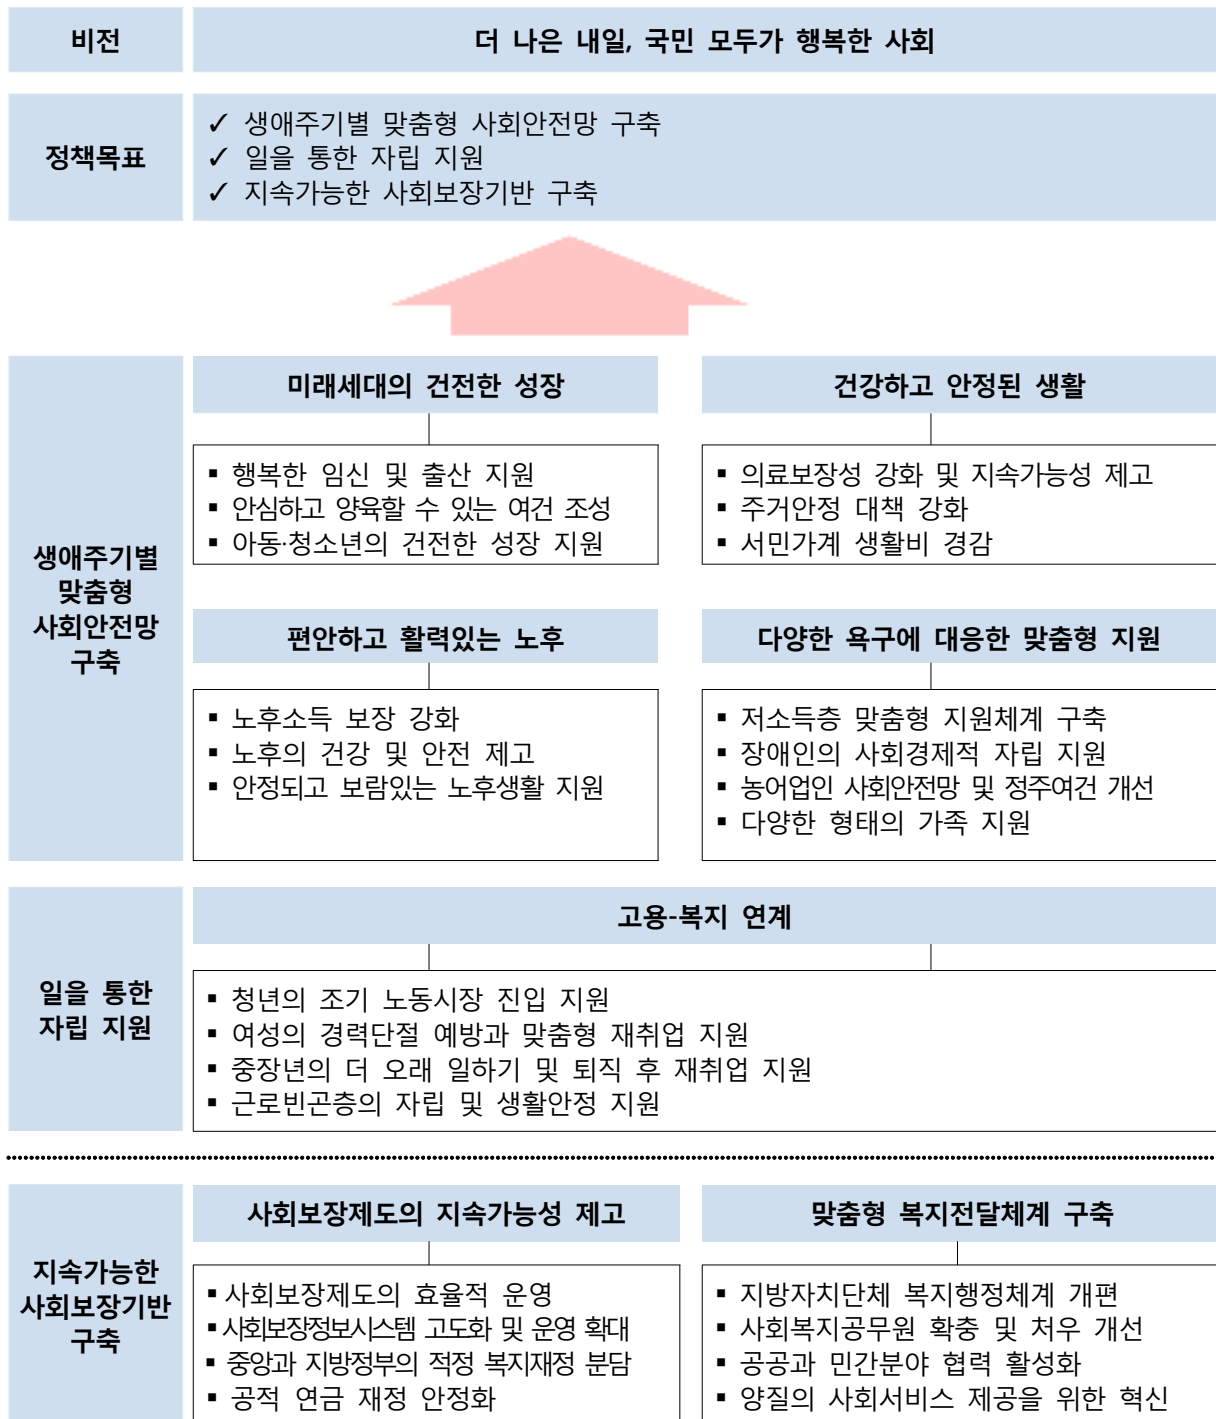 비전
더 나은 내일, 국민 모두가 행복한 사회
정책목표
✓ 생애주기별 맞춤형 사회안전망 구축
✓ 일을 통한 자립 지원
✓ 지속가능한 사회보장기반 구축
생애주기별
맞춤형
사회안전망
구축
미래세대의 건전한 성장
▪ 행복한 임신 및 출산 지원
▪ 안심하고 양육할 수 있는 여건 조성
▪ 아동·청소년의 건전한 성장 지원
건강하고 안정된 생활
▪ 의료보장성 강화 및 지속가능성 제고
▪ 주거안정 대책 강화
▪ 서민가계 생활비 경감
편안하고 활력있는 노후
▪ 노후소득 보장 강화
▪ 노후의 건강 및 안전 제고
▪ 안정되고 보람있는 노후생활 지원
다양한 욕구에 대응한 맞춤형 지원
▪ 저소득층 맞춤형 지원체계 구축
▪ 장애인의 사회경제적 자립 지원
▪ 농어업인 사회안전망 및 정주여건 개선
▪ 다양한 형태의 가족 지원
일을 통한
자립 지원
고용-복지 연계
▪ 청년의 조기 노동시장 진입 지원
▪ 여성의 경력단절 예방과 맞춤형 재취업 지원
▪ 중장년의 더 오래 일하기 및 퇴직 후 재취업 지원
▪ 근로빈곤층의 자립 및 생활안정 지원
지속가능한
사회보장기반
구축
사회보장제도의 지속가능성 제고
▪ 사회보장제도의 효율적 운영
▪ 사회보장정보시스템 고도화 및 운영 확대
▪ 중앙과 지방정부의 적정 복지재정 분담
▪ 공적 연금 재정 안정화
맞춤형 복지전달체계 구축
▪ 지방자치단체 복지행정체계 개편
▪ 사회복지공무원 확충 및 처우 개선
▪ 공공과 민간분야 협력 활성화
▪ 양질의 사회서비스 제공을 위한 혁신